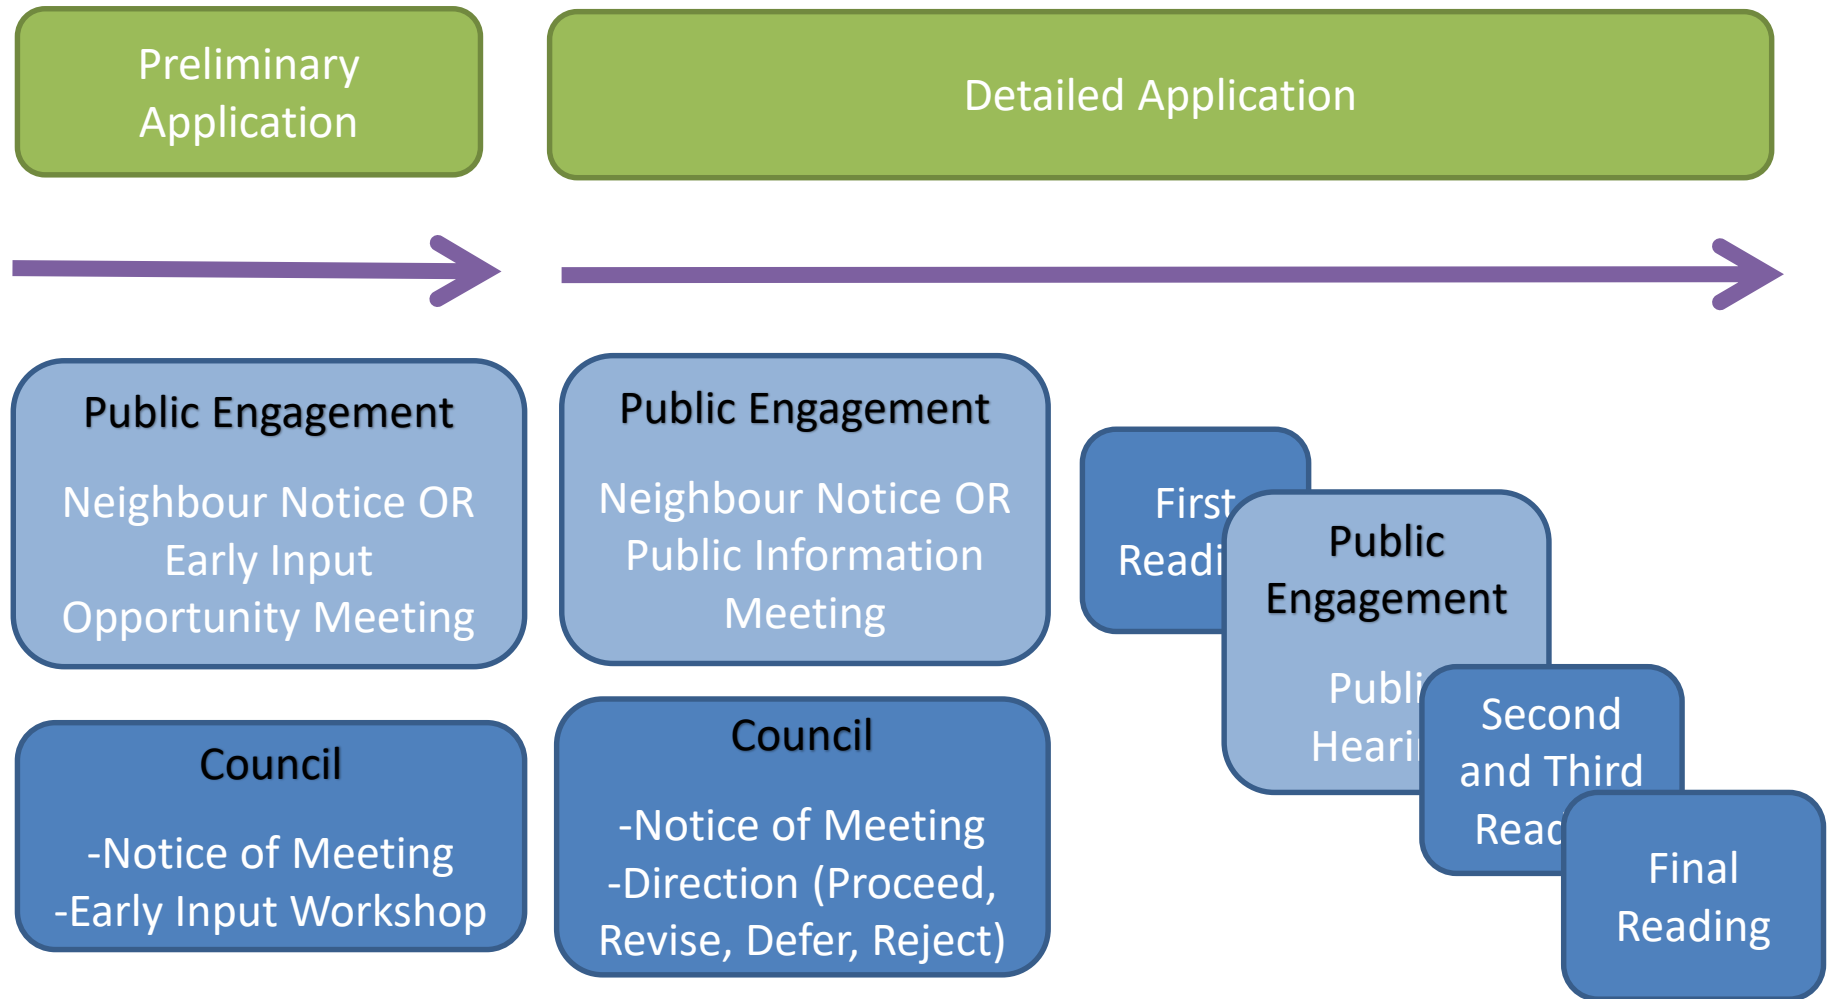 Preliminary
Application
Detailed Application
Public Engagement
Neighbour Notice OR
Early Input
Opportunity Meeting
Council
-Notice of Meeting
-Early Input Workshop
Public Engagement
Neighbour Notice OR
Public Information
Meeting
Council
-Notice of Meeting
-Direction (Proceed,
Revise, Defer, Reject)
First
Readi
Public
Engagement
Publi
Heari
Second
and Third
Read
Final
Reading